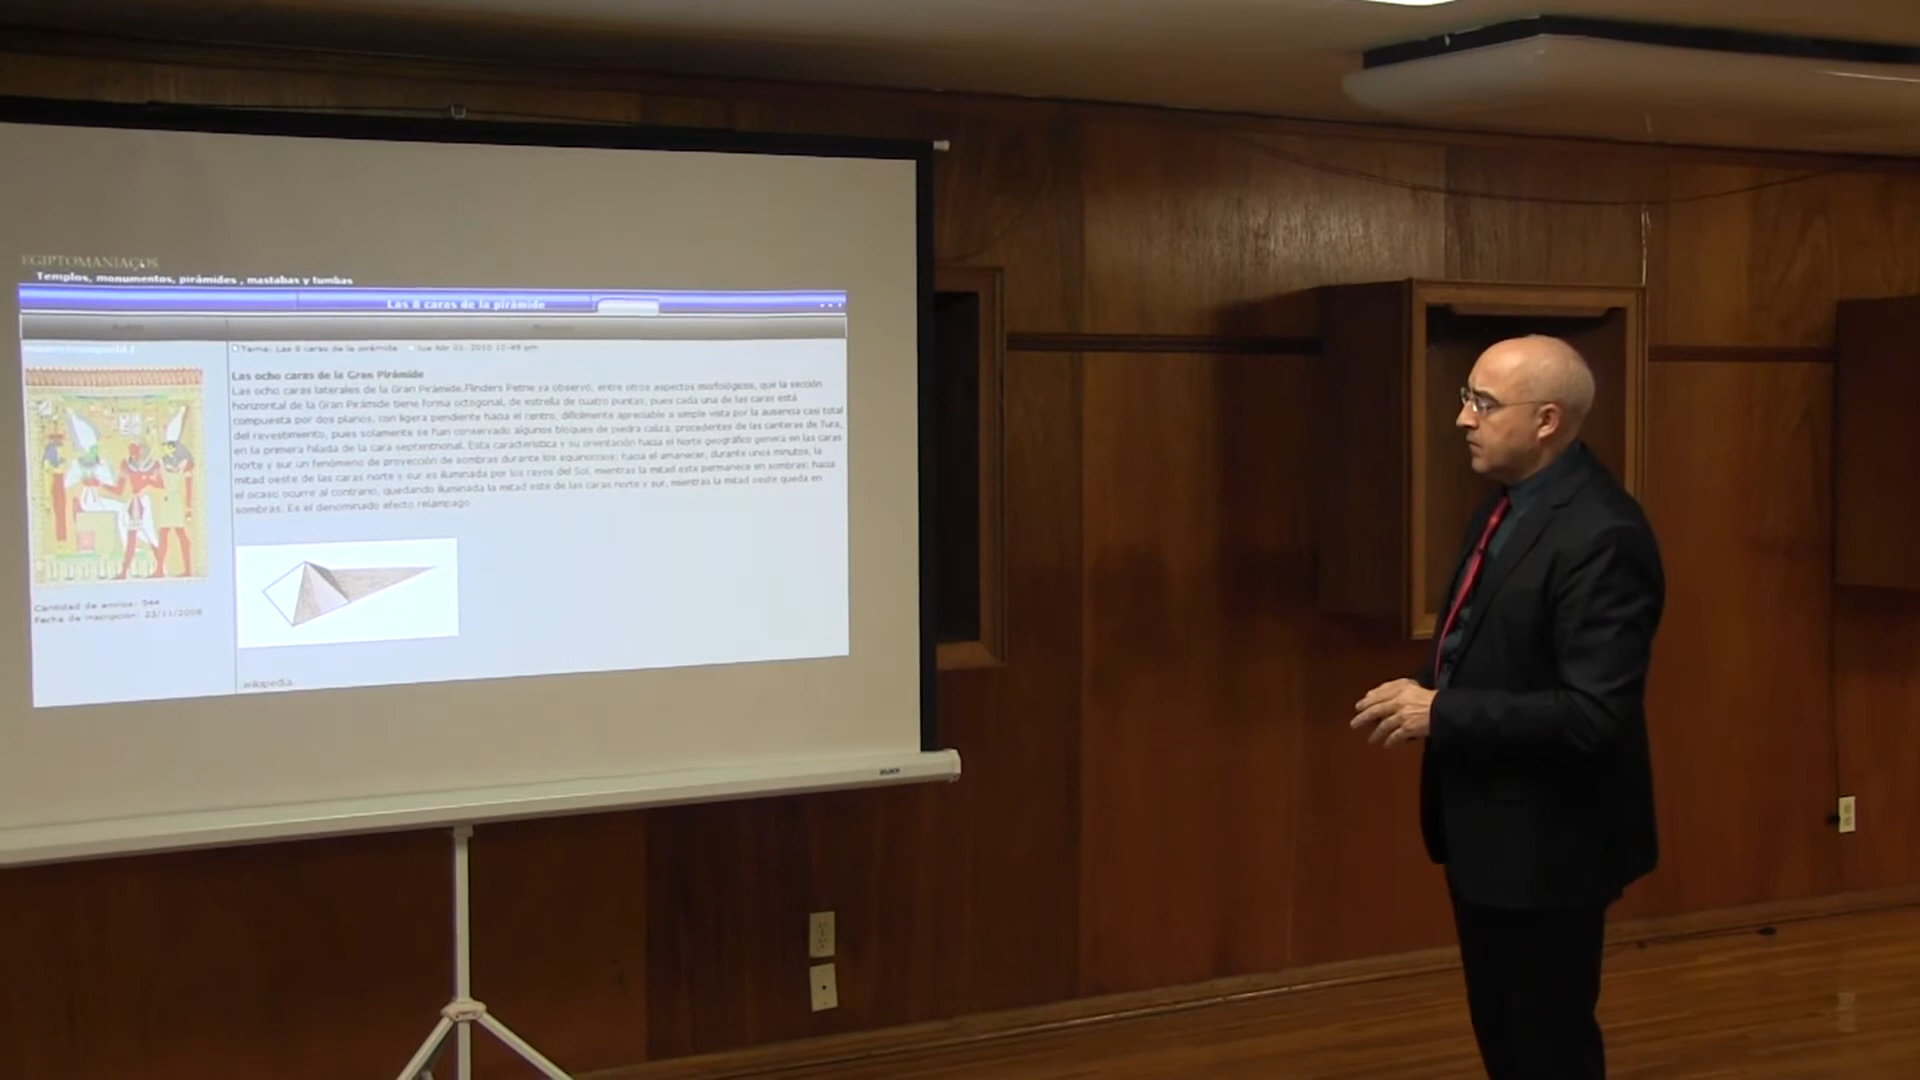 EGIPTOMANIACOS
Templos, monumentos, pirámides , mastabas y tumbas
Las 8 caras de la pirámide
Tema: Las 8 caras de la pirámide Jue Abr 01, 2010 10:49 pm
Las ocho caras de la Gran Pirámide
Las ocho caras laterales de la Gran Pirámide,Flinders Petrie ya observó, entre otros aspectos morfológicos, que la sección
horizontal de la Gran Pirámide tiene forma octogonal, de estrella de cuatro puntas, pues cada una de las caras está
compuesta por dos planos, con ligera pendiente hacia el centro, dificilmente apreciable a simple vista por la ausencia casi total
del revestimiento, pues solamente se han conservado algunos bloques de piedra caliza, procedentes de las canteras de Tura,
en la primera hilada de la cara septentrional. Esta característica y su orientación hacia el Norte geográfico genera en las caras
norte y sur un fenómeno de proyección de sombras durante los equinoccios: hacia el amanecer, durante unos minutos, la
mitad oeste de las caras norte y sur es iluminada por los rayos del Sol, mientras la mitad este permanece en sombras; hacia
el ocaso ocurre al contrario, quedando iluminada la mitad este de las caras norte y sur, mientras la mitad oeste queda en
sombras. Es el denominado efecto relámpago
Cantidad de envíos:
Fecha de inscripción: 23/11/2008
wikipedia